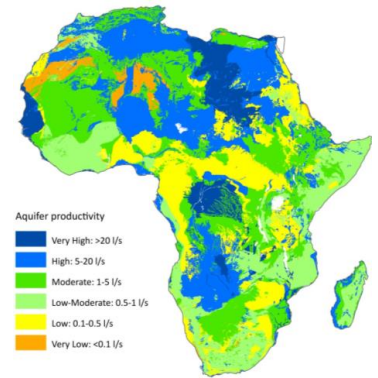 Aquifer productivity
Very High: >20 l/s
High: 5-20 l/s
Moderate: 1-5 l/s
Low-Moderate: 0.5-1 l/s
Low: 0.1-0.5 l/s
Very Low: <0.1 l/s